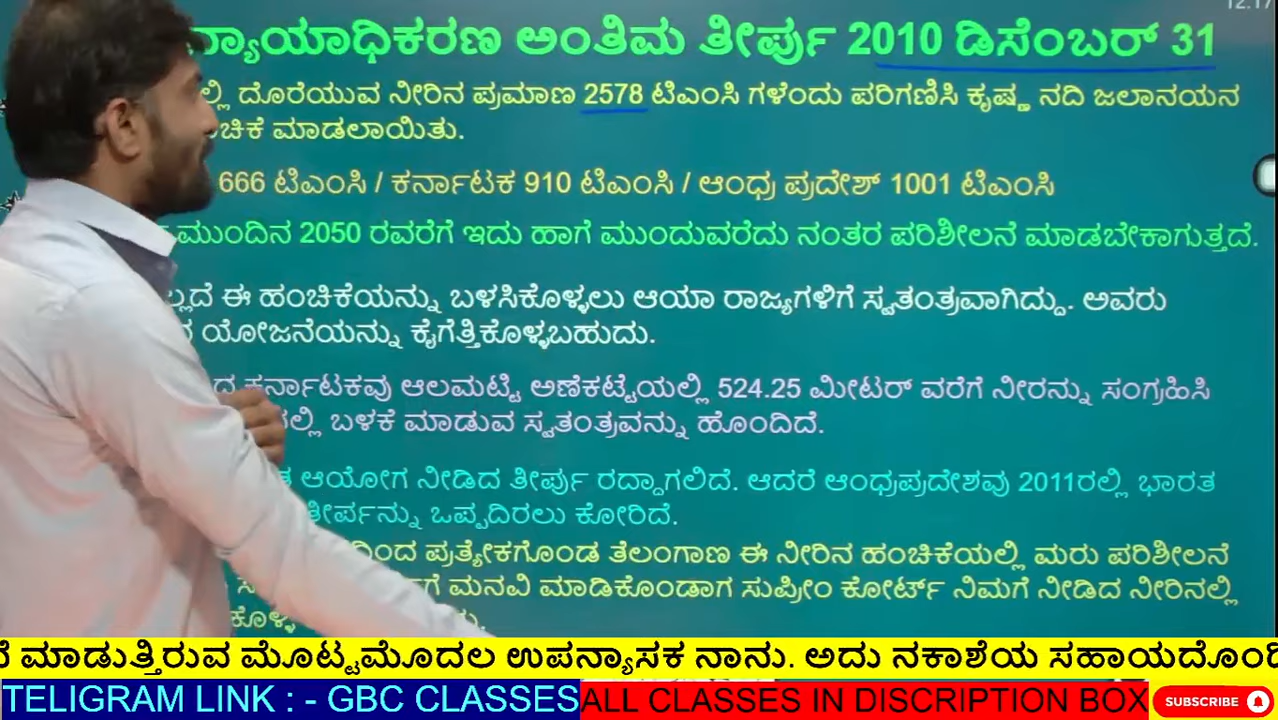 12:17
ನ್ಯಾಯಾಧಿಕರಣ ಅಂತಿಮ ತೀರ್ಪು 2010 ಡಿಸೆಂಬರ್ 31
ಲ್ಲಿ ದೊರೆಯುವ ನೀರಿನ ಪ್ರಮಾಣ 2578 ಟಿಎಂಸಿ ಗಳೆಂದು ಪರಿಗಣಿಸಿ ಕೃಷ್ಣ ನದಿ ಜಲಾನಯನ
ಚಿಕೆ ಮಾಡಲಾಯಿತು.
666 ಟಿಎಂಸಿ / ಕರ್ನಾಟಕ 910 ಟಿಎಂಸಿ / ಆಂಧ್ರ ಪ್ರದೇಶ್ 1001 ಟಿಎಂಸಿ
ಮುಂದಿನ 2050 ರವರೆಗೆ ಇದು ಹಾಗೆ ಮುಂದುವರೆದು ನಂತರ ಪರಿಶೀಲನೆ ಮಾಡಬೇಕಾಗುತ್ತದೆ.
ಲ್ಲದೆ ಈ ಹಂಚಿಕೆಯನ್ನು ಬಳಸಿಕೊಳ್ಳಲು ಆಯಾ ರಾಜ್ಯಗಳಿಗೆ ಸ್ವತಂತ್ರವಾಗಿದ್ದು. ಅವರು
ಯೋಜನೆಯನ್ನು ಕೈಗೆತ್ತಿಕೊಳ್ಳಬಹುದು.
ದ ಕರ್ನಾಟಕವು ಆಲಮಟ್ಟಿ ಅಣೆಕಟ್ಟೆಯಲ್ಲಿ 524.25 ಮೀಟರ್ ವರೆಗೆ ನೀರನ್ನು ಸಂಗ್ರಹಿಸಿ
ಲ್ಲಿ ಬಳಕೆ ಮಾಡುವ ಸ್ವತಂತ್ರವನ್ನು ಹೊಂದಿದೆ.
ಆಯೋಗ ನೀಡಿದ ತೀರ್ಪು ರದ್ದಾಗಲಿದೆ. ಆದರೆ ಆಂಧ್ರಪ್ರದೇಶವು 2011ರಲ್ಲಿ ಭಾರತ
ತೀರ್ಪನ್ನು ಒಪ್ಪದಿರಲು ಕೋರಿದೆ.
ದಿಂದ ಪ್ರತ್ಯೇಕಗೊಂಡ ತೆಲಂಗಾಣ ಈ ನೀರಿನ ಹಂಚಿಕೆಯಲ್ಲಿ ಮರು ಪರಿಶೀಲನೆ
ಗೆ ಮನವಿ ಮಾಡಿಕೊಂಡಾಗ ಸುಪ್ರೀಂ ಕೋರ್ಟ್ ನಿಮಗೆ ನೀಡಿದ ನೀರಿನಲ್ಲಿ
ಕೊಳ್ಳ
ನೆ ಮಾಡುತ್ತಿರುವ ಮೊಟ್ಟಮೊದಲ ಉಪನ್ಯಾಸಕ ನಾನು. ಅದು ನಕಾಶೆಯ ಸಹಾಯದೊಂದಿ
TELIGRAM LINK : - GBC CLASSES ALL CLASSES IN DISCRIPTION BOX SUBSCRIBE